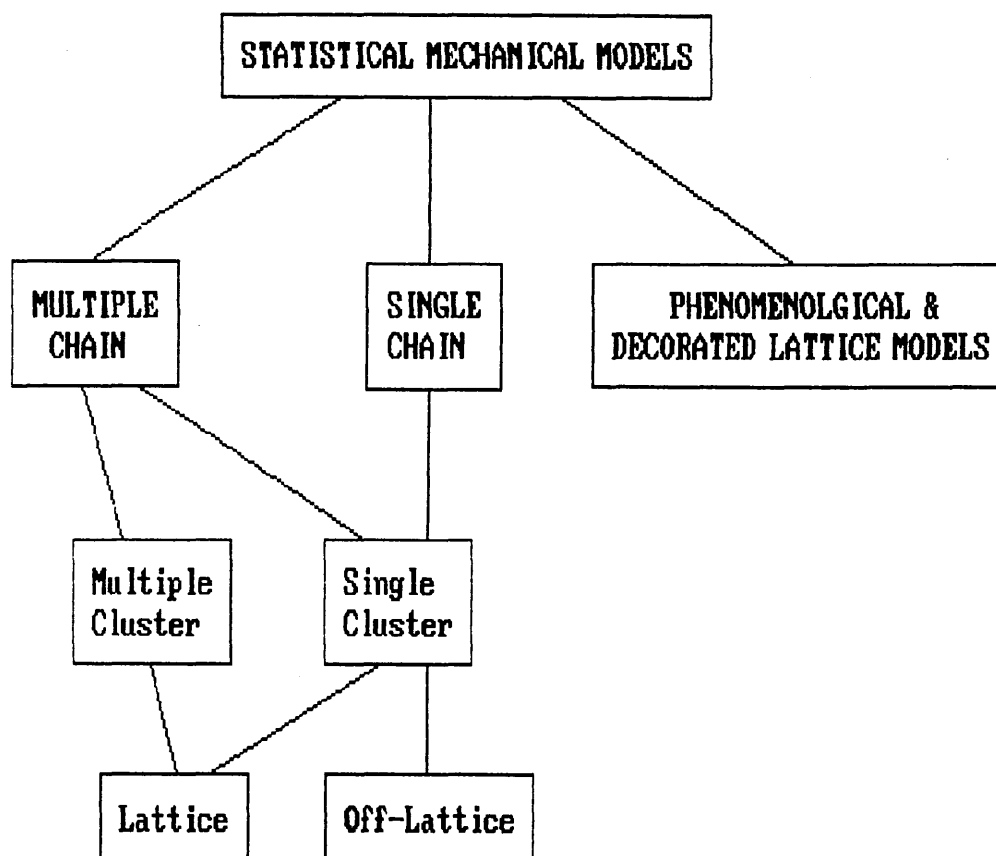 STATISTICAL MECHANICAL MODELS
MULTIPLE
CHAIN
SINGLE
CHAIN
PHENOMENOLGICAL &
DECORATED LATTICE MODELS
Multiple
Cluster
Single
Cluster
Lattice
Off-Lattice